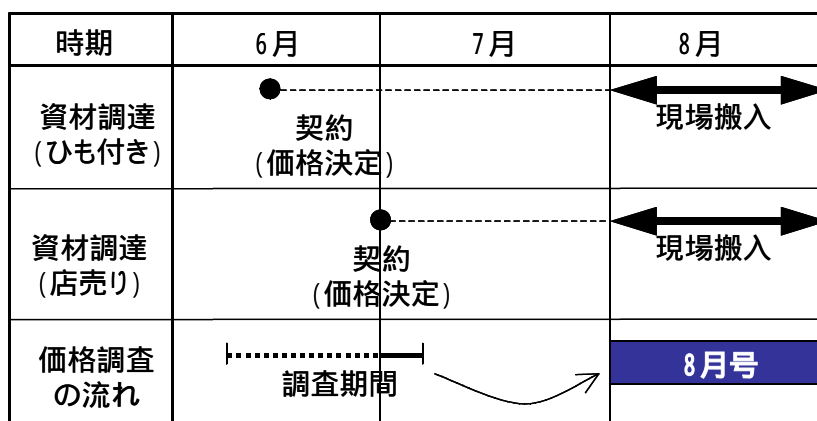 時期 6月 7月 8月
資材調達
(ひも付き)
契約
(価格決定)
現場搬入
資材調達
(店売り)
契約
(価格決定)
現場搬入
価格調査
の流れ
調査期間
8月号